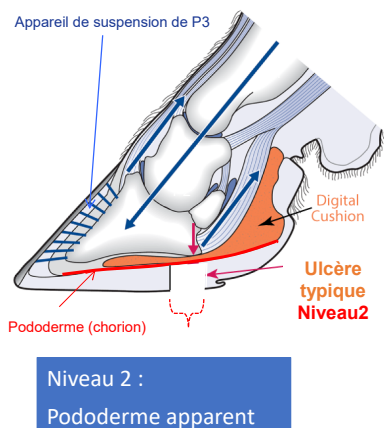 Appareil de suspension de P3
Digital
Cushion
Ulcère
typique
Niveau2
Pododerme (chorion)
Niveau 2 :
Pododerme apparent